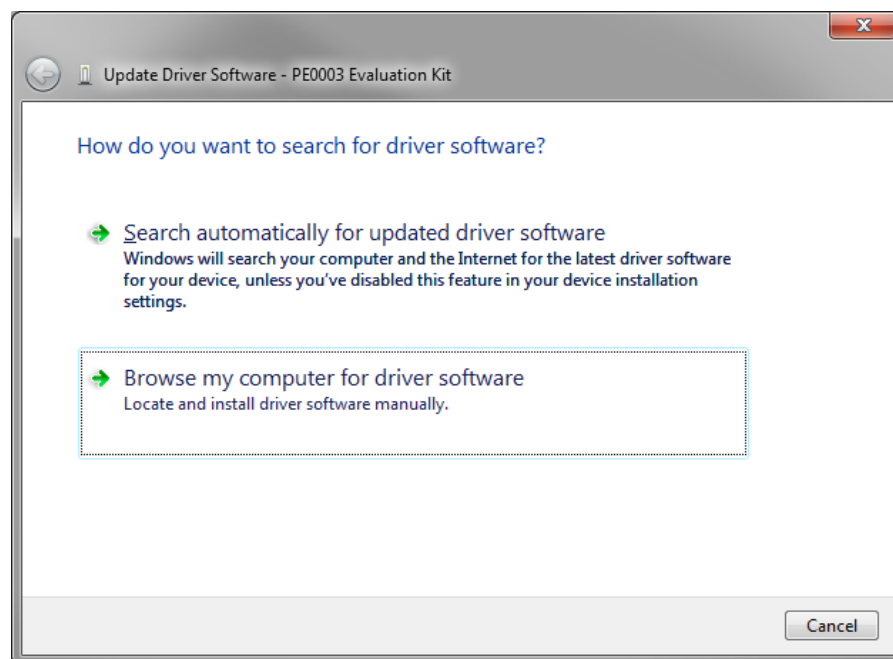 Update Driver Software - PE0003 Evaluation Kit
How do you want to search for driver software?
Search automatically for updated driver software
Windows will search your computer and the Internet for the latest driver software
for your device, unless you've disabled this feature in your device installation
settings.
Browse my computer for driver software
Locate and install driver software manually.
Cancel